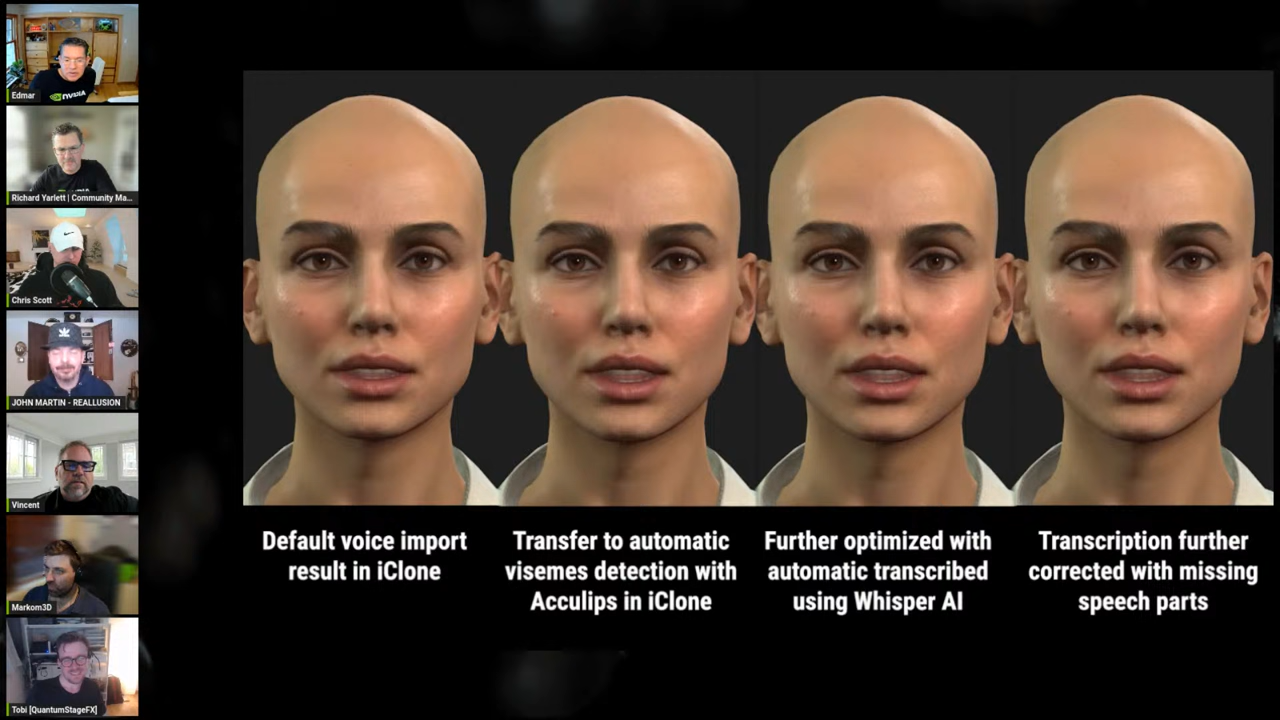 Edmar
NVIDIA
Richard Yarlett | Community Ma...
Chris Scott
JOHN MARTIN - REALLUSION
Vincent
Markom3D
Tobi [QuantumStageFX]
Default voice import
result in iClone
Transfer to automatic
visemes detection with
Acculips in iClone
Further optimized with
automatic transcribed
using Whisper AI
Transcription further
corrected with missing
speech parts